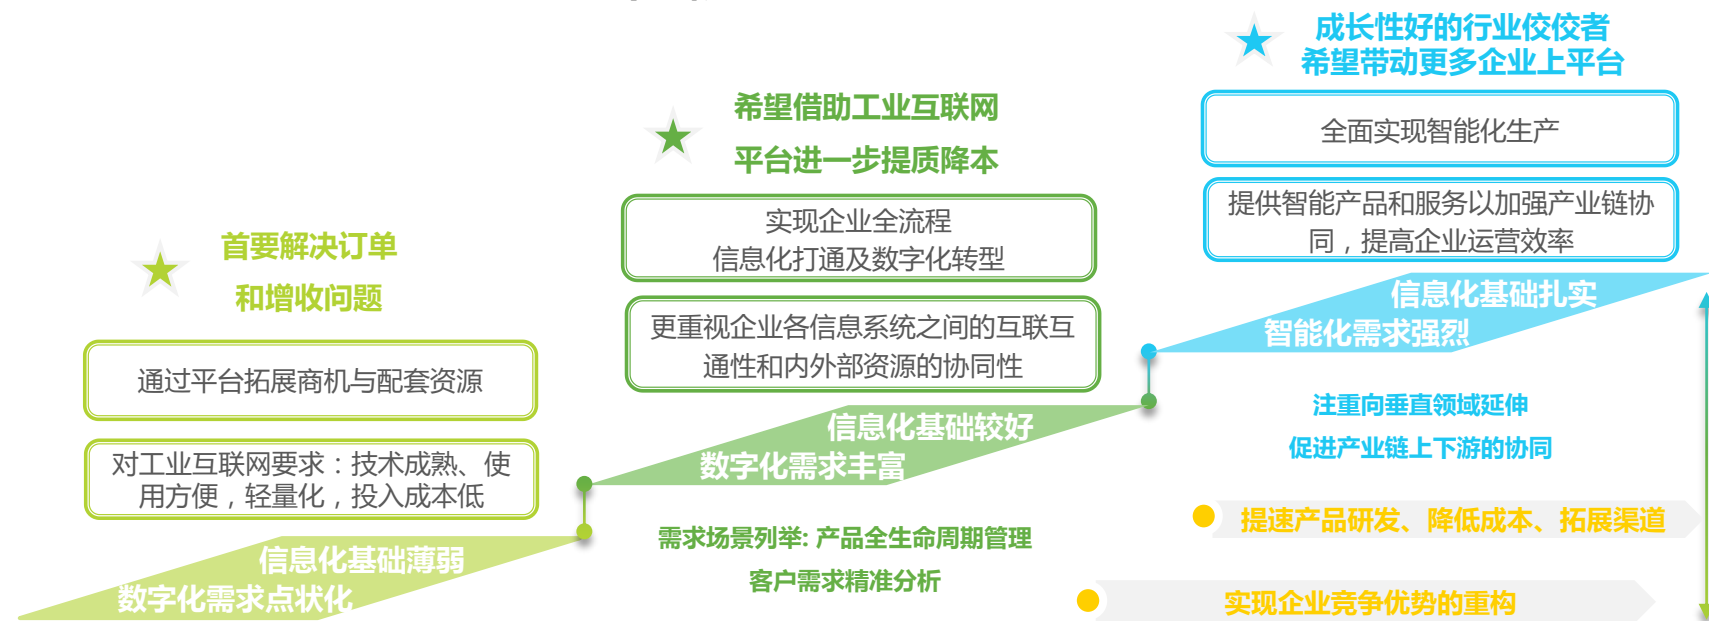 首要解决订单
和增收问题
通过平台拓展商机与配套资源
对工业互联网要求：技术成熟、使
用方便，轻量化，投入成本低
信息化基础薄弱
数字化需求点状化
希望借助工业互联网
平台进一步提质降本
实现企业全流程
信息化打通及数字化转型
更重视企业各信息系统之间的互联互
通性和内外部资源的协同性
信息化基础较好
数字化需求丰富
需求场景列举: 产品全生命周期管理
客户需求精准分析
成长性好的行业佼佼者
希望带动更多企业上平台
全面实现智能化生产
提供智能产品和服务以加强产业链协
同，提高企业运营效率
信息化基础扎实
智能化需求强烈
注重向垂直领域延伸
促进产业链上下游的协同
提速产品研发、降低成本、拓展渠道
实现企业竞争优势的重构